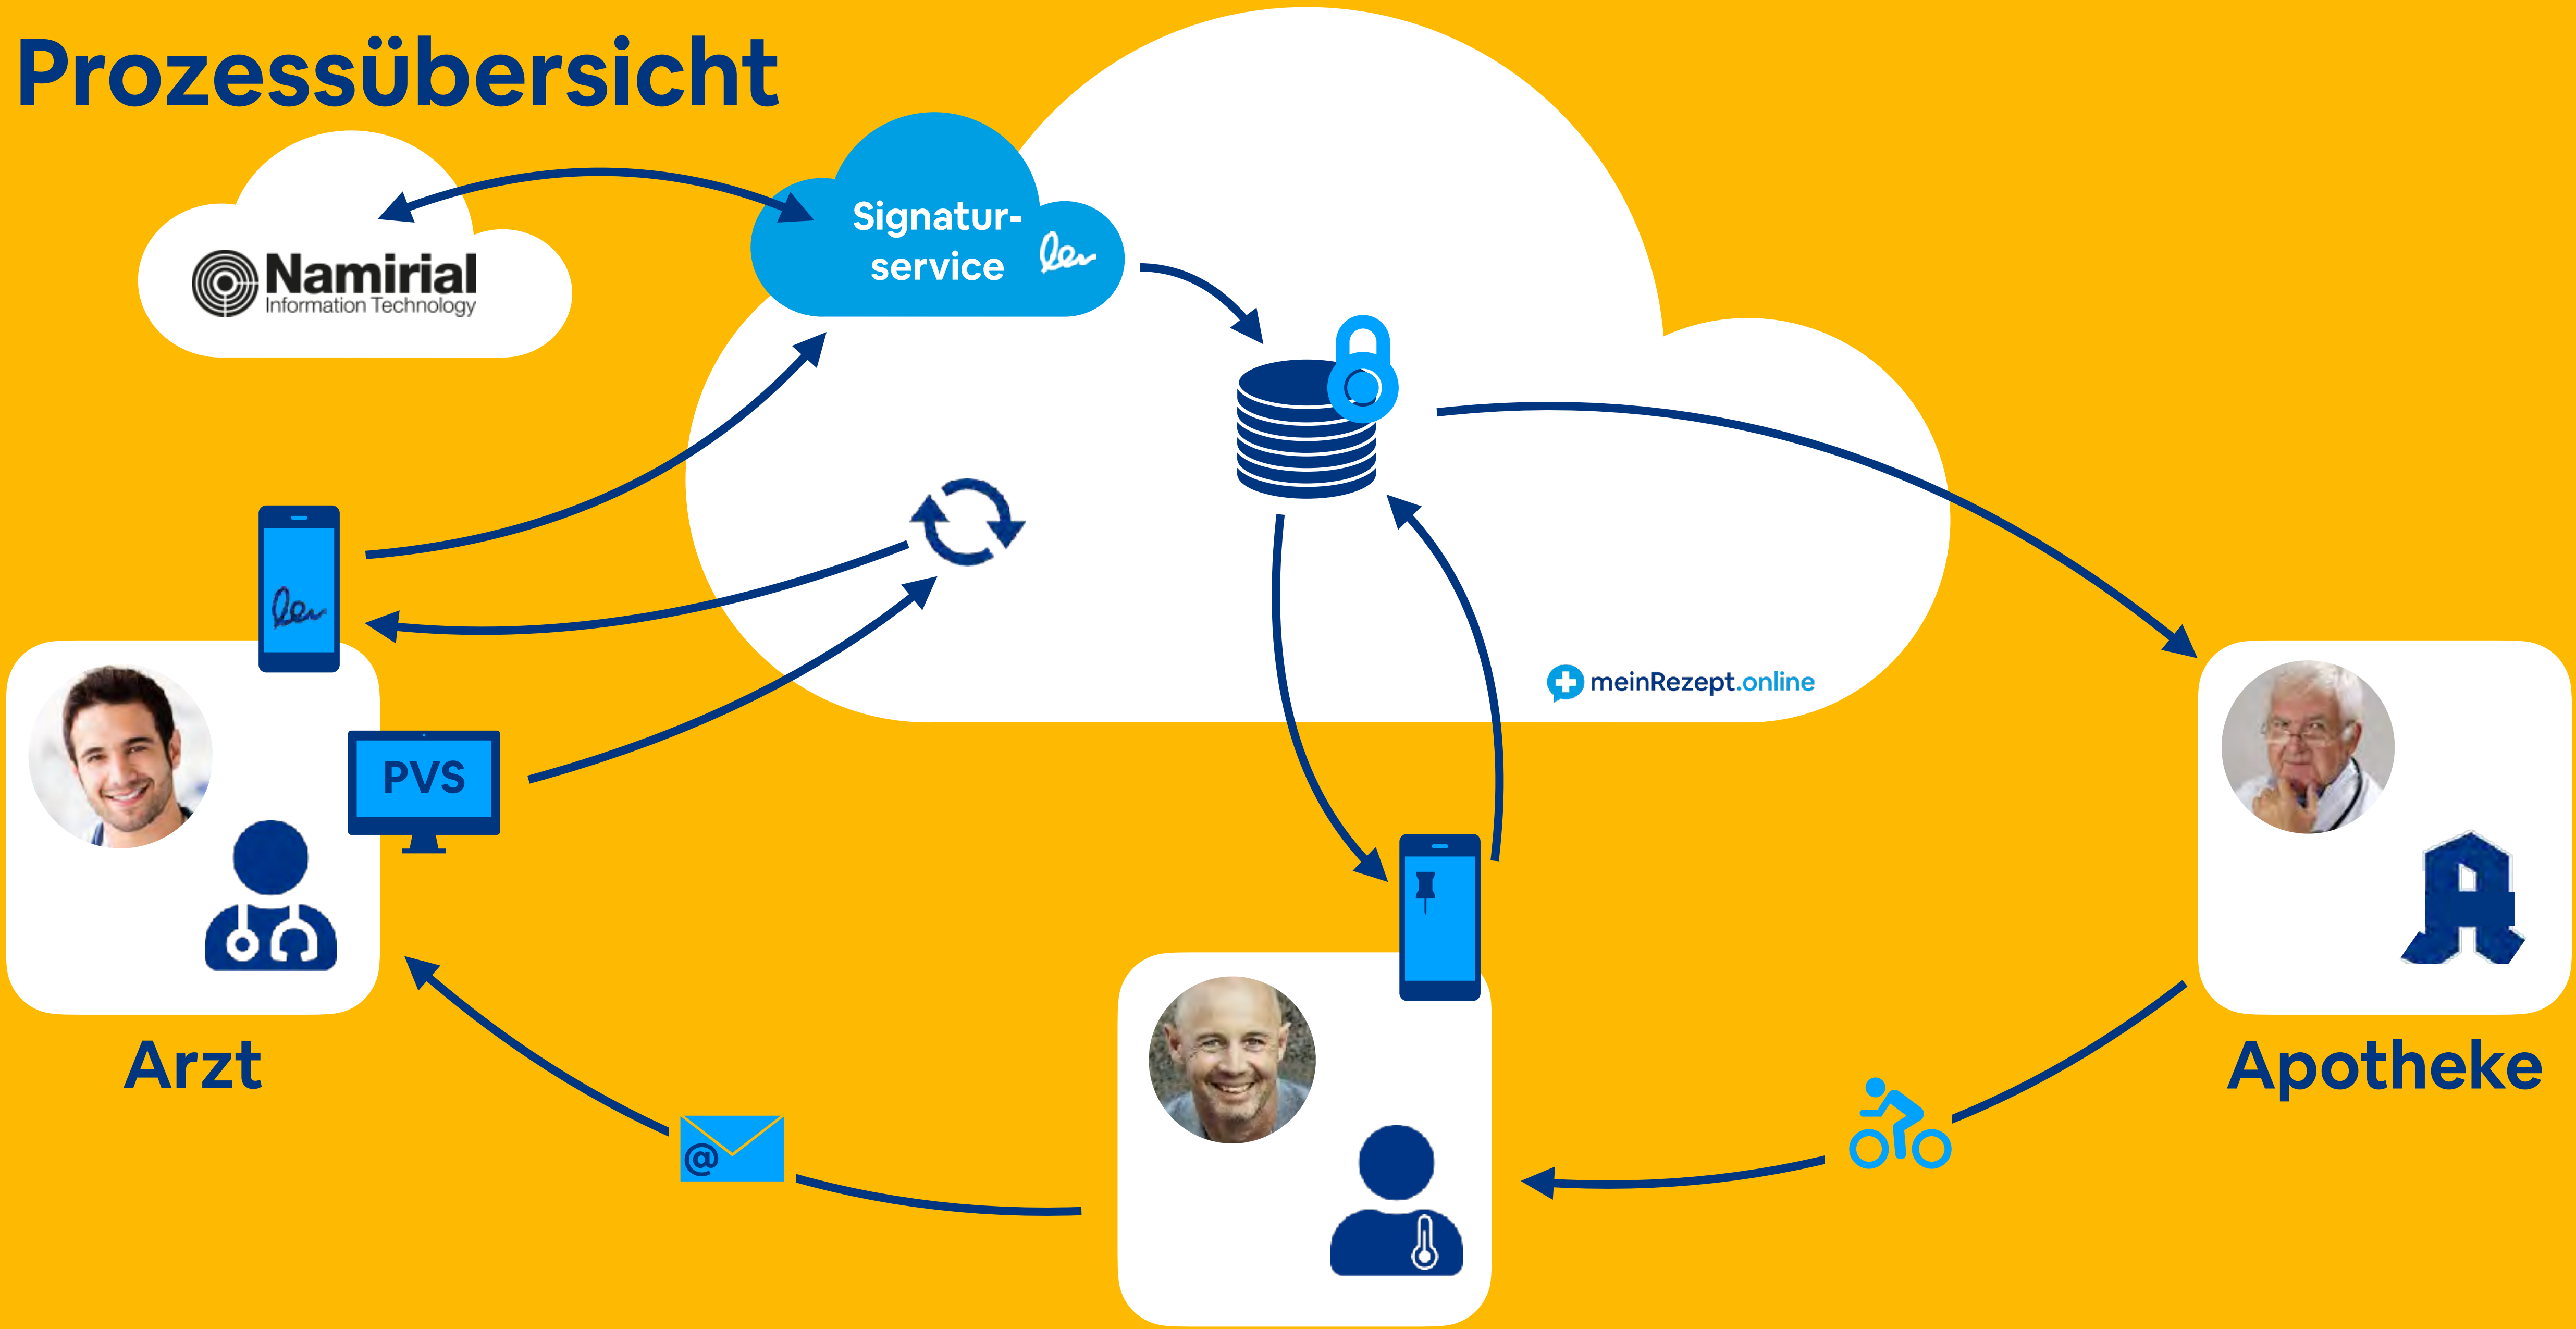 Prozessübersicht
Signatur-
service
Namirial
Information Technology
meinRezept.online
PVS
Arzt
Apotheke
@